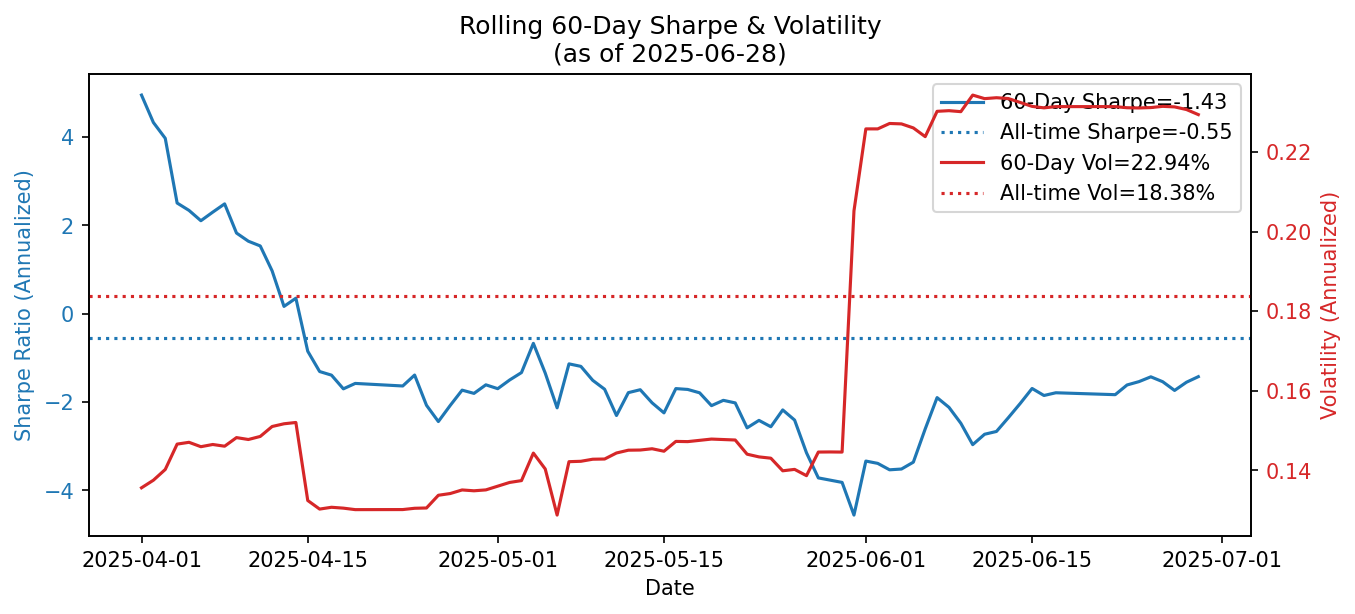 Rolling 60-Day Sharpe & Volatility
(as of 2025-06-28)
60-Day Sharpe=-1.43
All-time Sharpe=-0.55
60-Day Vol=22.94%
All-time Vol=18.38%
Sharpe Ratio (Annualized)
4
2
0
−2
−4
Volatility (Annualized)
0.22
0.20
0.18
0.16
0.14
2025-04-01
2025-04-15
2025-05-01
2025-05-15
2025-06-01
2025-06-15
2025-07-01
Date